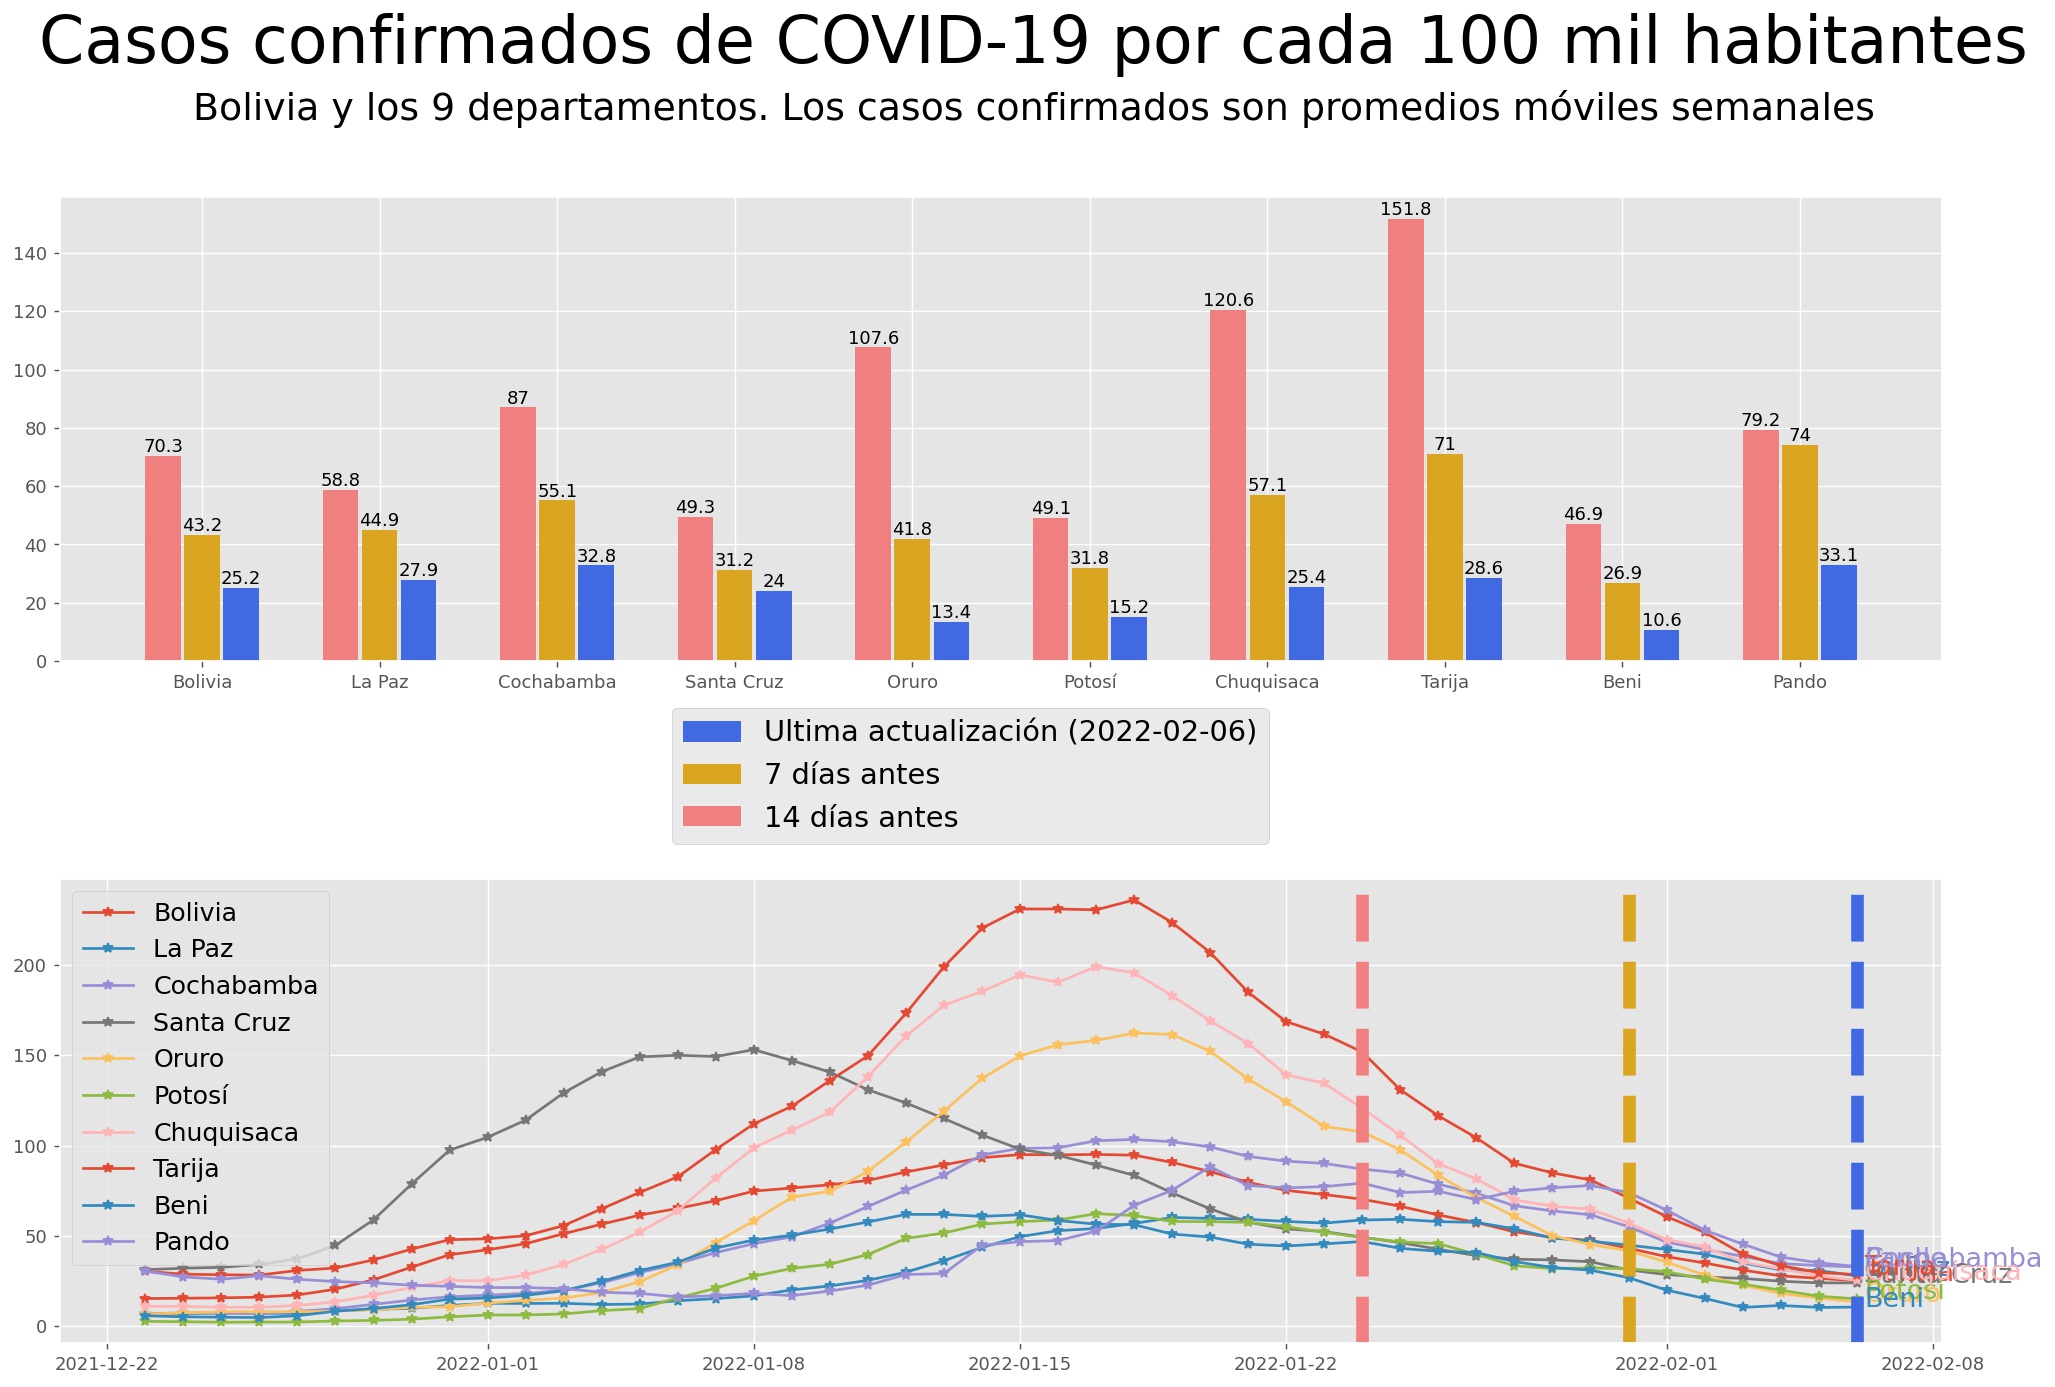 Casos confirmados de COVID-19 por cada 100 mil habitantes
Bolivia y los 9 departamentos. Los casos confirmados son promedios móviles semanales
140
120
100
80
60
40
20
0
70.3
43.2
25.2
58.8
44.9
27.9
87
55.1
32.8
49.3
31.2
24
107.6
41.8
13.4
49.1
31.8
15.2
120.6
57.1
25.4
151.8
71
28.6
46.9
26.9
10.6
79.2
74
33.1
Bolivia
La Paz
Cochabamba
Santa Cruz
Oruro
Potosí
Chuquisaca
Tarija
Beni
Pando
Ultima actualización (2022-02-06)
7 días antes
14 días antes
200
150
100
50
0
Bolivia
La Paz
Cochabamba
Santa Cruz
Oruro
Potosí
Chuquisaca
Tarija
Beni
Pando
Cochabamba
Potosí
Beni
2021-12-22
2022-01-01
2022-01-08
2022-01-15
2022-01-22
2022-02-01
2022-02-08